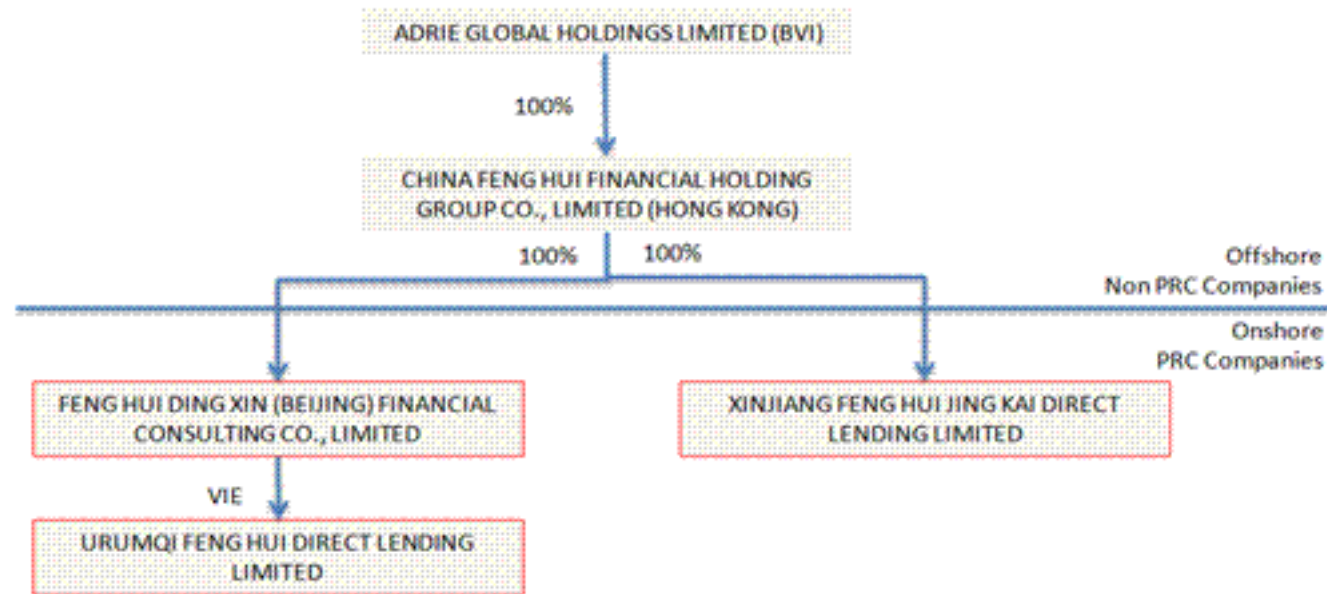 ADRIE GLOBAL HOLDINGS LIMITED (BVI)
100%
CHINA FENG HUI FINANCIAL HOLDING
GROUP CO., LIMITED (HONG KONG)
100% 100%
Offshore
Non PRC Companies
Onshore
PRC Companies
FENG HUI DING XIN (BEIJING) FINANCIAL
CONSULTING CO., LIMITED
XINJIANG FENG HUI JING KAI DIRECT
LENDING LIMITED
VIE
URUMQI FENG HUI DIRECT LENDING
LIMITED